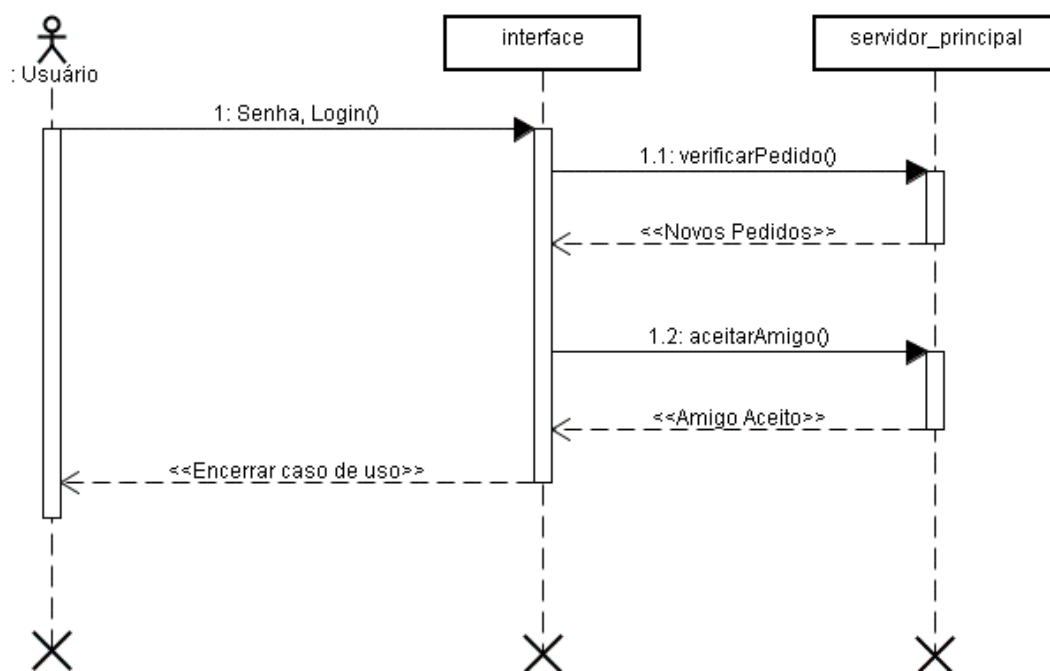 interface
servidor_principal
: Usuário
1: Senha, Login()
1.1: verificarPedido()
<<Novos Pedidos>>
1.2: aceitarAmigo()
<<Amigo Aceito>>
<<Encerrar caso de uso>>